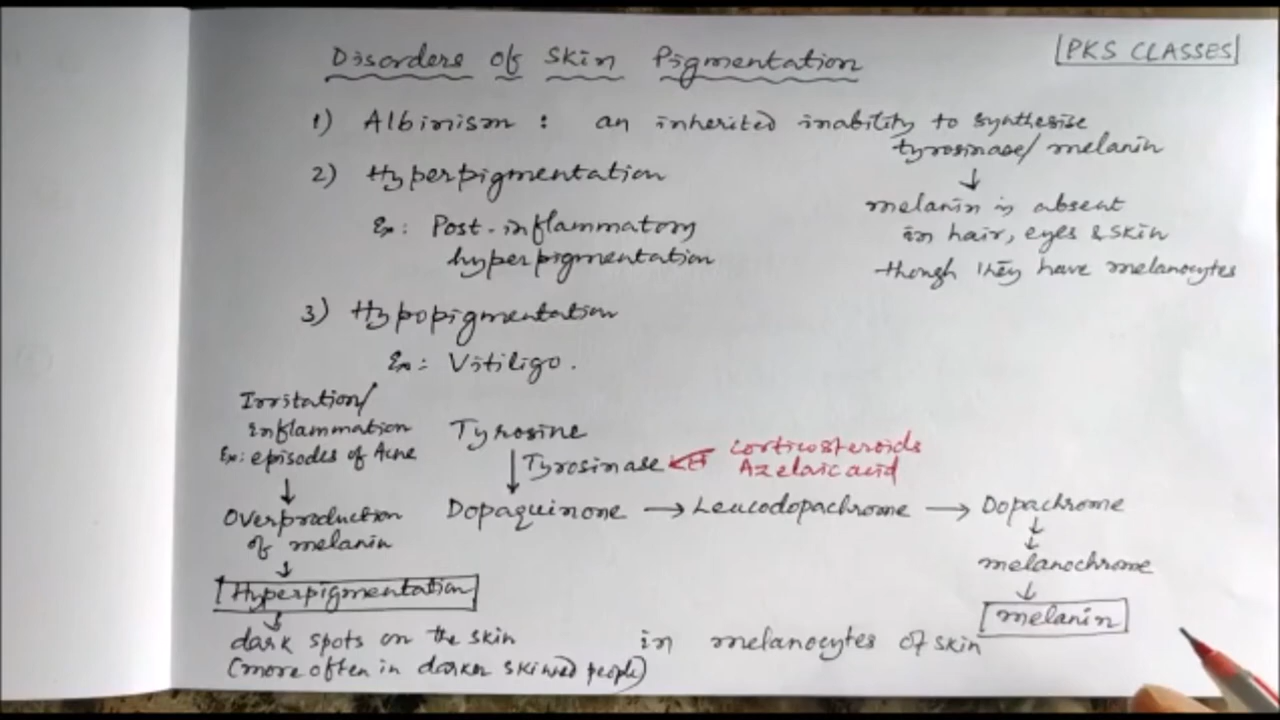 Disorders of Skin Pigmentation
PKS CLASSES
1) Albinism : an inherited inability to synthesise
tyrosinase/ melanin
↓
melanin is absent
in hair, eyes & skin
though they have melanocytes
2) Hyperpigmentation
Ex: Post-inflammatory
hyperpigmentation
3) Hypopigmentation
Ex: Vitiligo.
Irritation/
Inflammation
Ex: episodes of Acne
↓
Overproduction
of melanin
↓
Hyperpigmentation
↓
dark spots on the skin
(more often in darker skinned people)
Tyrosine
↓ Tyrosinase ← Corticosteroids
Azelaic acid
Dopaquinone → Leucodopachrome → Dopachrome
↓
↓
melanochrome
↓
melanin
in melanocytes of skin